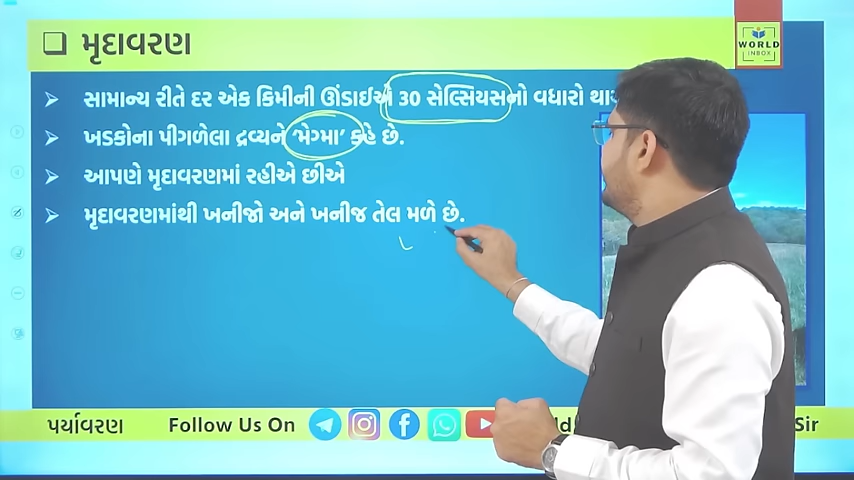 મૃદાવરણ
WORLD
INBOX
સામાન્ય રીતે દર એક કિમીની ઊંડાઈએ 30 સેલ્સિયસનો વધારો
ખડકોના પીગળેલા દ્રવ્યને ‘મેગ્મા’ કહે છે.
આપણે મૃદાવરણમાં રહીએ છીએ
મૃદાવરણમાંથી ખનીજો અને ખનીજ તેલ મળે છે.
પર્યાવરણ Follow Us On Sir